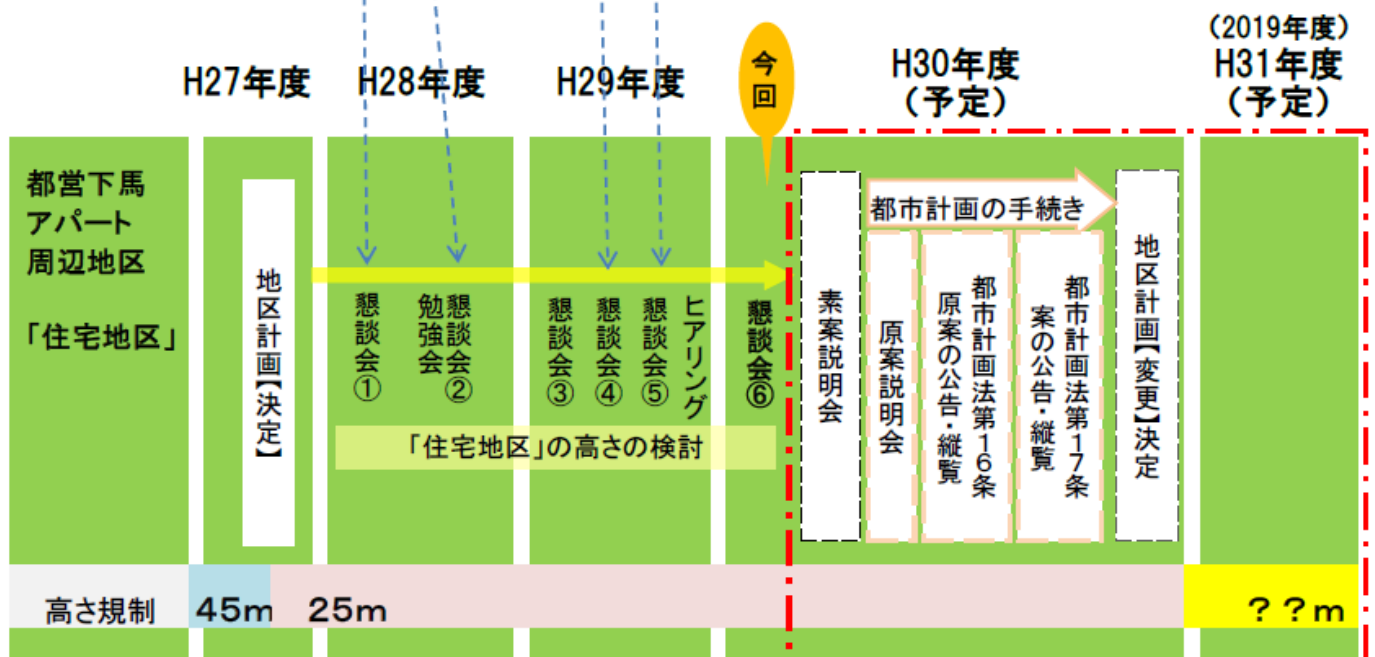 (2019年度)
H27年度
H28年度
H29年度
今回
H30年度
(予定)
H31年度
(予定)
都営下馬
アパート
周辺地区
「住宅地区」
地区計画【決定】
懇談会①
勉強会
懇談会②
懇談会③
懇談会④
懇談会⑤
ヒアリング
懇談会⑥
「住宅地区」の高さの検討
素案説明会
都市計画の手続き
原案説明会
都市計画法第16条
原案の公告・縦覧
都市計画法第17条
案の公告・縦覧
地区計画【変更】決定
高さ規制
45m
25m
??m